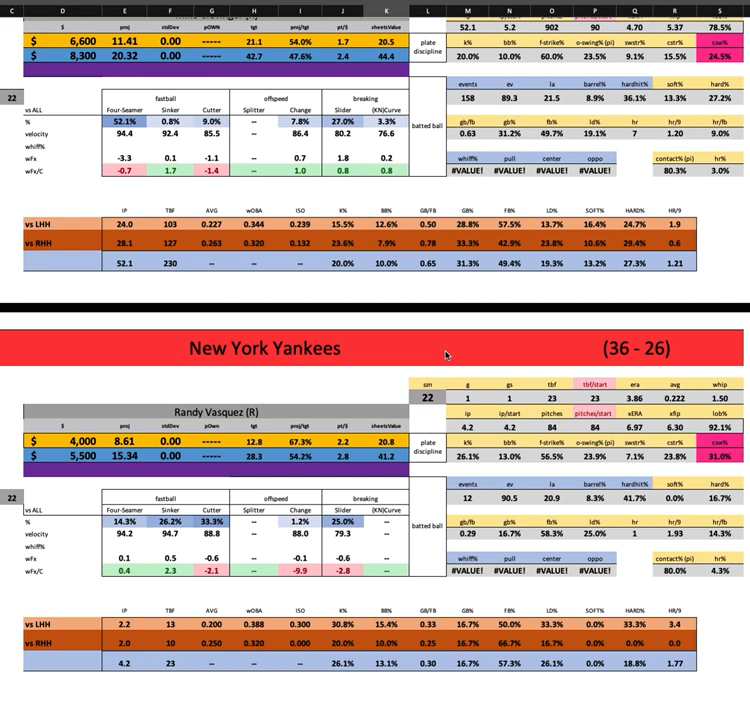 C D E F G H I J K L M N O P Q R S
$ proj stdDev pOWN tgt proj/tgt pt/$ sheetsValue 52.1 5.2 902 90 4.70 5.37 78.5%
$ 6,600 11.41 0.00 ----- 21.1 54.0% 1.7 20.5 plate discipline k% bb% f-strike% o-swing% (pi) swstr% cstr% csw%
$ 8,300 20.32 0.00 ----- 42.7 47.6% 2.4 44.4 20.0% 10.0% 60.0% 23.5% 9.1% 15.5% 24.5%
events ev la barrel% hardhit% soft% hard%
22 fastball offspeed breaking 158 89.3 21.5 8.9% 36.1% 13.3% 27.2%
vs ALL Four-Seamer Sinker Cutter Splitter Change Slider (KN)Curve
% 52.1% 0.8% 9.0% -- 7.8% 27.0% 3.3% batted ball gb/fb gb% fb% ld% hr hr/9 hr/fb
velocity 94.4 92.4 85.5 -- 86.4 80.2 76.6 0.63 31.2% 49.7% 19.1% 7 1.20 9.0%
whiff%
wFx -3.3 0.1 -1.1 0.7 1.8 0.2 whiff% pull center oppo contact% (pi) hr%
wFx/C -0.7 1.7 -1.4 -- 1.0 0.8 0.8 #VALUE! #VALUE! #VALUE! #VALUE! 80.3% 3.0%
IP TBF AVG wOBA ISO K% BB% GB/FB GB% FB% LD% SOFT% HARD% HR/9
vs LHH 24.0 103 0.227 0.344 0.239 15.5% 12.6% 0.50 28.8% 57.5% 13.7% 16.4% 24.7% 1.9
vs RHH 28.1 127 0.263 0.320 0.132 23.6% 7.9% 0.78 33.3% 42.9% 23.8% 10.6% 29.4% 0.6
52.1 230 -- -- -- 20.0% 10.0% 0.65 31.3% 49.4% 19.3% 13.2% 27.3% 1.21
New York Yankees (36 - 26)
szn g gs tbf tbf/start era avg whip
22 1 1 23 23 3.86 0.222 1.50
Randy Vasquez (R) ip ip/start pitches pitches/start xERA xfip lob%
$ proj stdDev pOwn tgt proj/tgt pt/$ sheetsValue 4.2 4.2 84 84 6.97 6.30 92.1%
$ 4,000 8.61 0.00 ----- 12.8 67.3% 2.2 20.8 plate discipline k% bb% f-strike% o-swing% (pi) swstr% cstr% csw%
$ 5,500 15.34 0.00 ----- 28.3 54.2% 2.8 41.2 26.1% 13.0% 56.5% 23.9% 7.1% 23.8% 31.0%
events ev la barrel% hardhit% soft% hard%
22 fastball offspeed breaking 12 90.5 20.9 8.3% 41.7% 0.0% 16.7%
vs ALL Four-Seamer Sinker Cutter Splitter Change Slider (KN)Curve
% 14.3% 26.2% 33.3% -- 1.2% 25.0% -- batted ball gb/fb gb% fb% ld% hr hr/9 hr/fb
velocity 94.2 94.7 88.8 -- 88.0 79.3 -- 0.29 16.7% 58.3% 25.0% 1 1.93 14.3%
whiff%
wFx 0.1 0.5 -0.6 -- -0.1 -0.6 -- whiff% pull center oppo contact% (pi) hr%
wFx/C 0.4 2.3 -2.1 -- -9.9 -2.8 -- #VALUE! #VALUE! #VALUE! #VALUE! 80.0% 4.3%
IP TBF AVG wOBA ISO K% BB% GB/FB GB% FB% LD% SOFT% HARD% HR/9
vs LHH 2.2 13 0.200 0.388 0.300 30.8% 15.4% 0.33 16.7% 50.0% 33.3% 0.0% 33.3% 3.4
vs RHH 2.0 10 0.250 0.320 0.000 20.0% 10.0% 0.25 16.7% 66.7% 16.7% 0.0% 0.0% 0.0
4.2 23 -- -- -- 26.1% 13.1% 0.30 16.7% 57.3% 26.1% 0.0% 18.8% 1.77